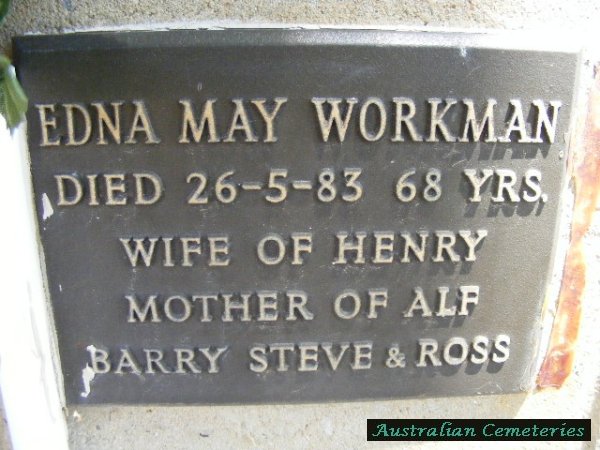 EDNA MAY WORKMAN
DIED 26-5-83 68 YRS.
WIFE OF HENRY
MOTHER OF ALF
BARRY STEVE & ROSS
Australian Cemeteries